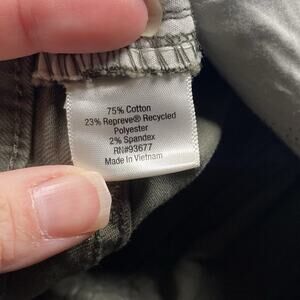 75% Cotton
23% Repreve® Recycled
Polyester
2% Spandex
RN#93677
Made in Vietnam